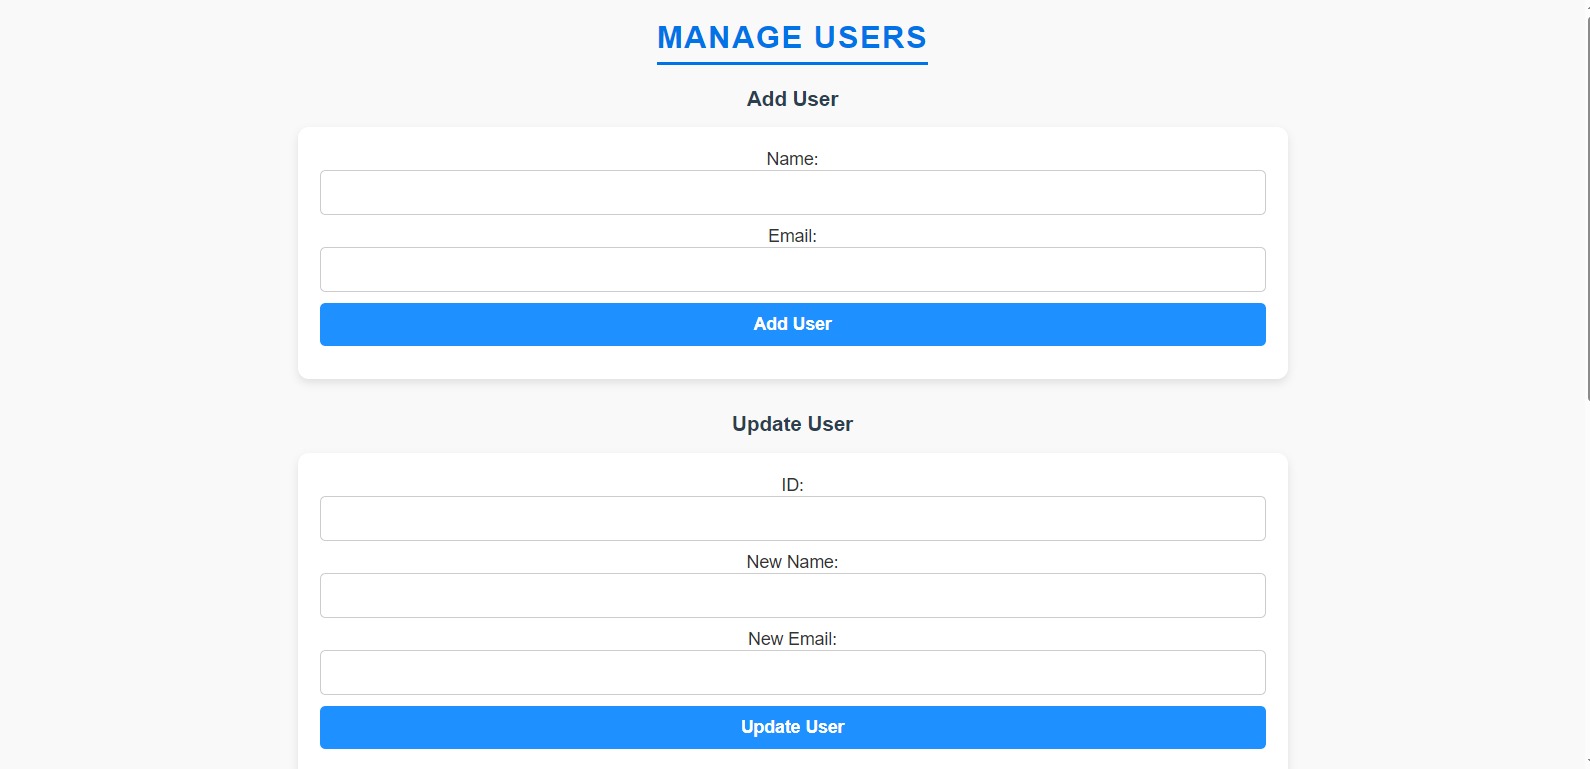 MANAGE USERS
Add User
Name:
Email:
Add User
Update User
ID:
New Name:
New Email:
Update User